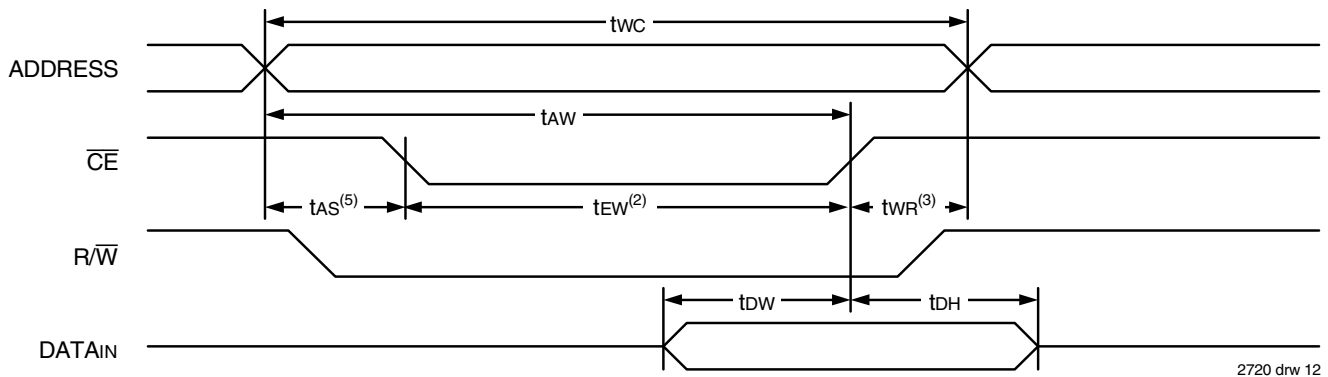 tWC
ADDRESS
tAW
CE
tAS(5) tEW(2) tWR(3)
R/W
tDW tDH
DATAIN
2720 drw 12